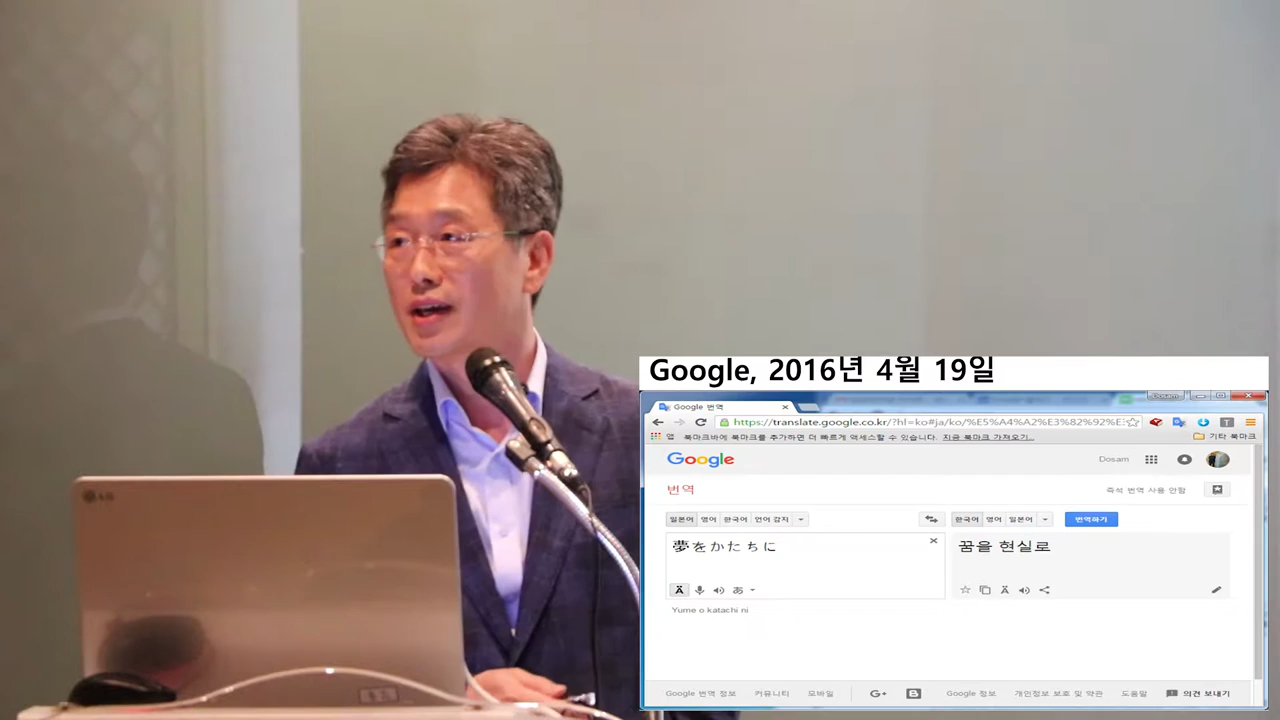 Google, 2016년 4월 19일
Dosam
Google 번역
https://translate.google.co.kr/?hl=ko#ja/ko/%E5%A4%A2%E3%82%92%E3
앱 북마크바에 북마크를 추가하면 더 빠르게 액세스할 수 있습니다. 지금 북마크 가져오기... 기타 북마크
Google Dosam
번역 즉석 번역 사용 안함
일본어 영어 한국어 언어 감지 한국어 영어 일본어 번역하기
夢をかたちに 꿈을 현실로
Ä あ Ä
Yume o katachi ni
Google 번역 정보 커뮤니티 모바일 G+ B Google 정보 개인정보 보호 및 약관 도움말 의견 보내기
LG